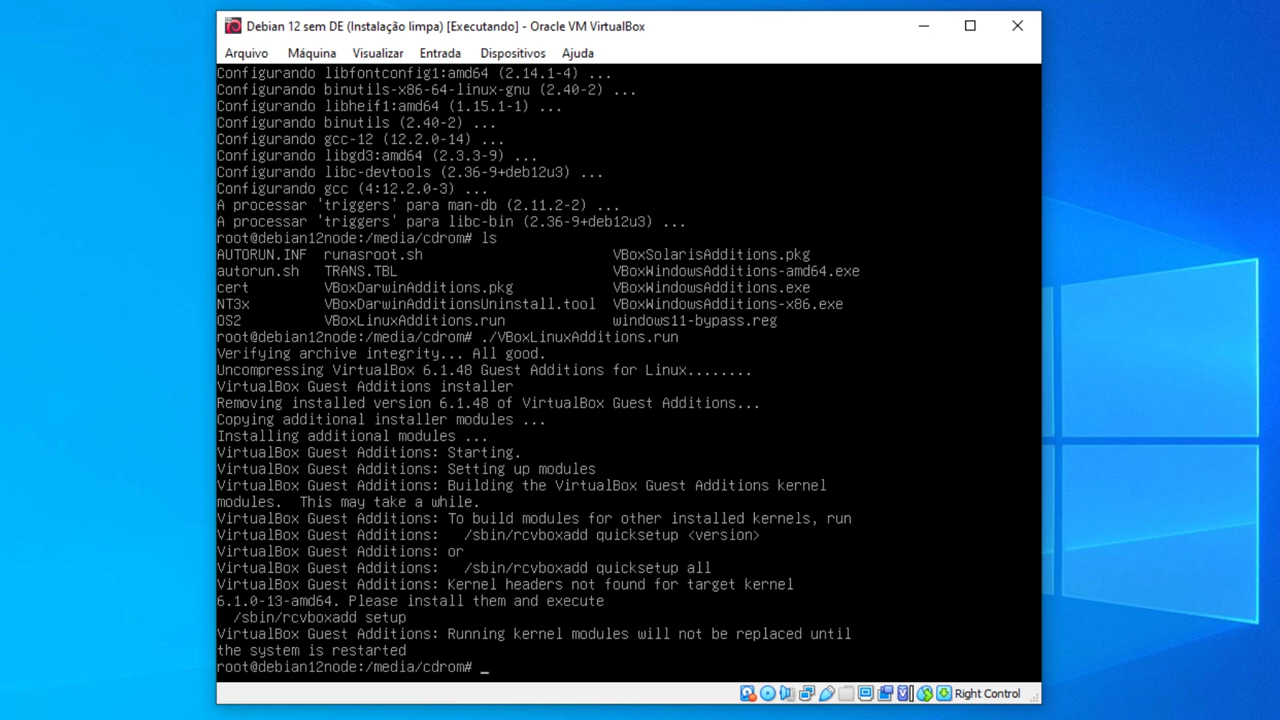 Debian 12 sem DE (Instalação limpa) [Executando] - Oracle VM VirtualBox
Arquivo Máquina Visualizar Entrada Dispositivos Ajuda
Configurando libfontconfig1:amd64 (2.14.1-4) ...
Configurando binutils-x86-64-linux-gnu (2.40-2) ...
Configurando libheif1:amd64 (1.15.1-1) ...
Configurando binutils (2.40-2) ...
Configurando gcc-12 (12.2.0-14) ...
Configurando libgd3:amd64 (2.3.3-9) ...
Configurando libc-devtools (2.36-9+deb12u3) ...
Configurando gcc (4:12.2.0-3) ...
A processar 'triggers' para man-db (2.11.2-2) ...
A processar 'triggers' para libc-bin (2.36-9+deb12u3) ...
root@debian12node:/media/cdrom# ls
AUTORUN.INF runasroot.sh VBoxSolarisAdditions.pkg
autorun.sh TRANS.TBL VBoxWindowsAdditions-amd64.exe
cert VBoxDarwinAdditions.pkg VBoxWindowsAdditions.exe
NT3x VBoxDarwinAdditionsUninstall.tool VBoxWindowsAdditions-x86.exe
OS2 VBoxLinuxAdditions.run windows11-bypass.reg
root@debian12node:/media/cdrom# ./VBoxLinuxAdditions.run
Verifying archive integrity... All good.
Uncompressing VirtualBox 6.1.48 Guest Additions for Linux........
VirtualBox Guest Additions installer
Removing installed version 6.1.48 of VirtualBox Guest Additions...
Copying additional installer modules ...
Installing additional modules ...
VirtualBox Guest Additions: Starting.
VirtualBox Guest Additions: Setting up modules
VirtualBox Guest Additions: Building the VirtualBox Guest Additions kernel
modules.  This may take a while.
VirtualBox Guest Additions: To build modules for other installed kernels, run
VirtualBox Guest Additions:   /sbin/rcvboxadd quicksetup <version>
VirtualBox Guest Additions: or
VirtualBox Guest Additions:   /sbin/rcvboxadd quicksetup all
VirtualBox Guest Additions: Kernel headers not found for target kernel
6.1.0-13-amd64. Please install them and execute
  /sbin/rcvboxadd setup
VirtualBox Guest Additions: Running kernel modules will not be replaced until
the system is restarted
root@debian12node:/media/cdrom# _
Right Control